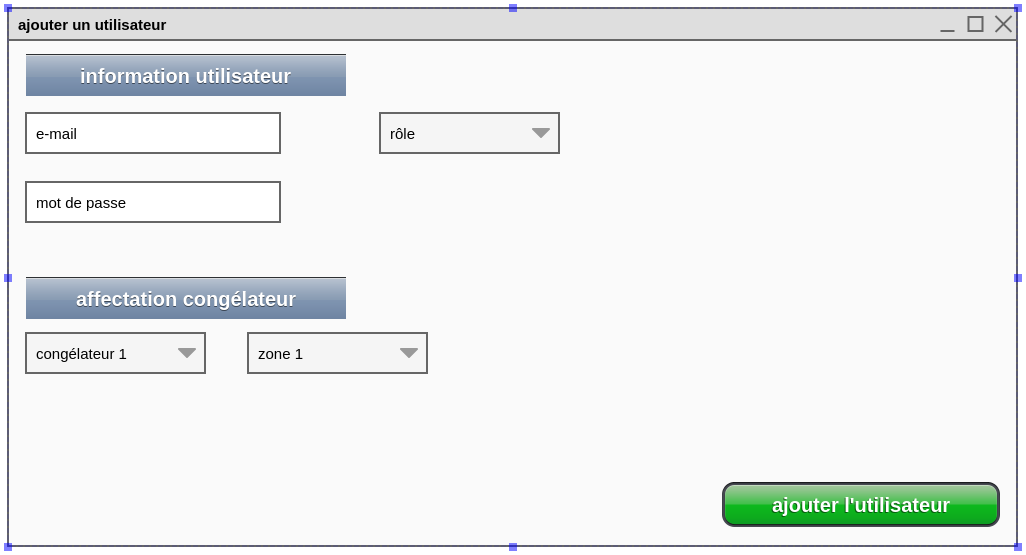 ajouter un utilisateur
information utilisateur
e-mail
rôle
mot de passe
affectation congélateur
congélateur 1
zone 1
ajouter l'utilisateur